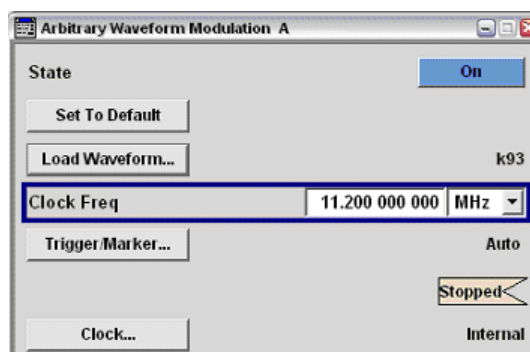 Arbitrary Waveform Modulation A
State On
Set To Default
Load Waveform... k93
Clock Freq 11.200 000 000 MHz
Trigger/Marker... Auto
Stopped
Clock... Internal